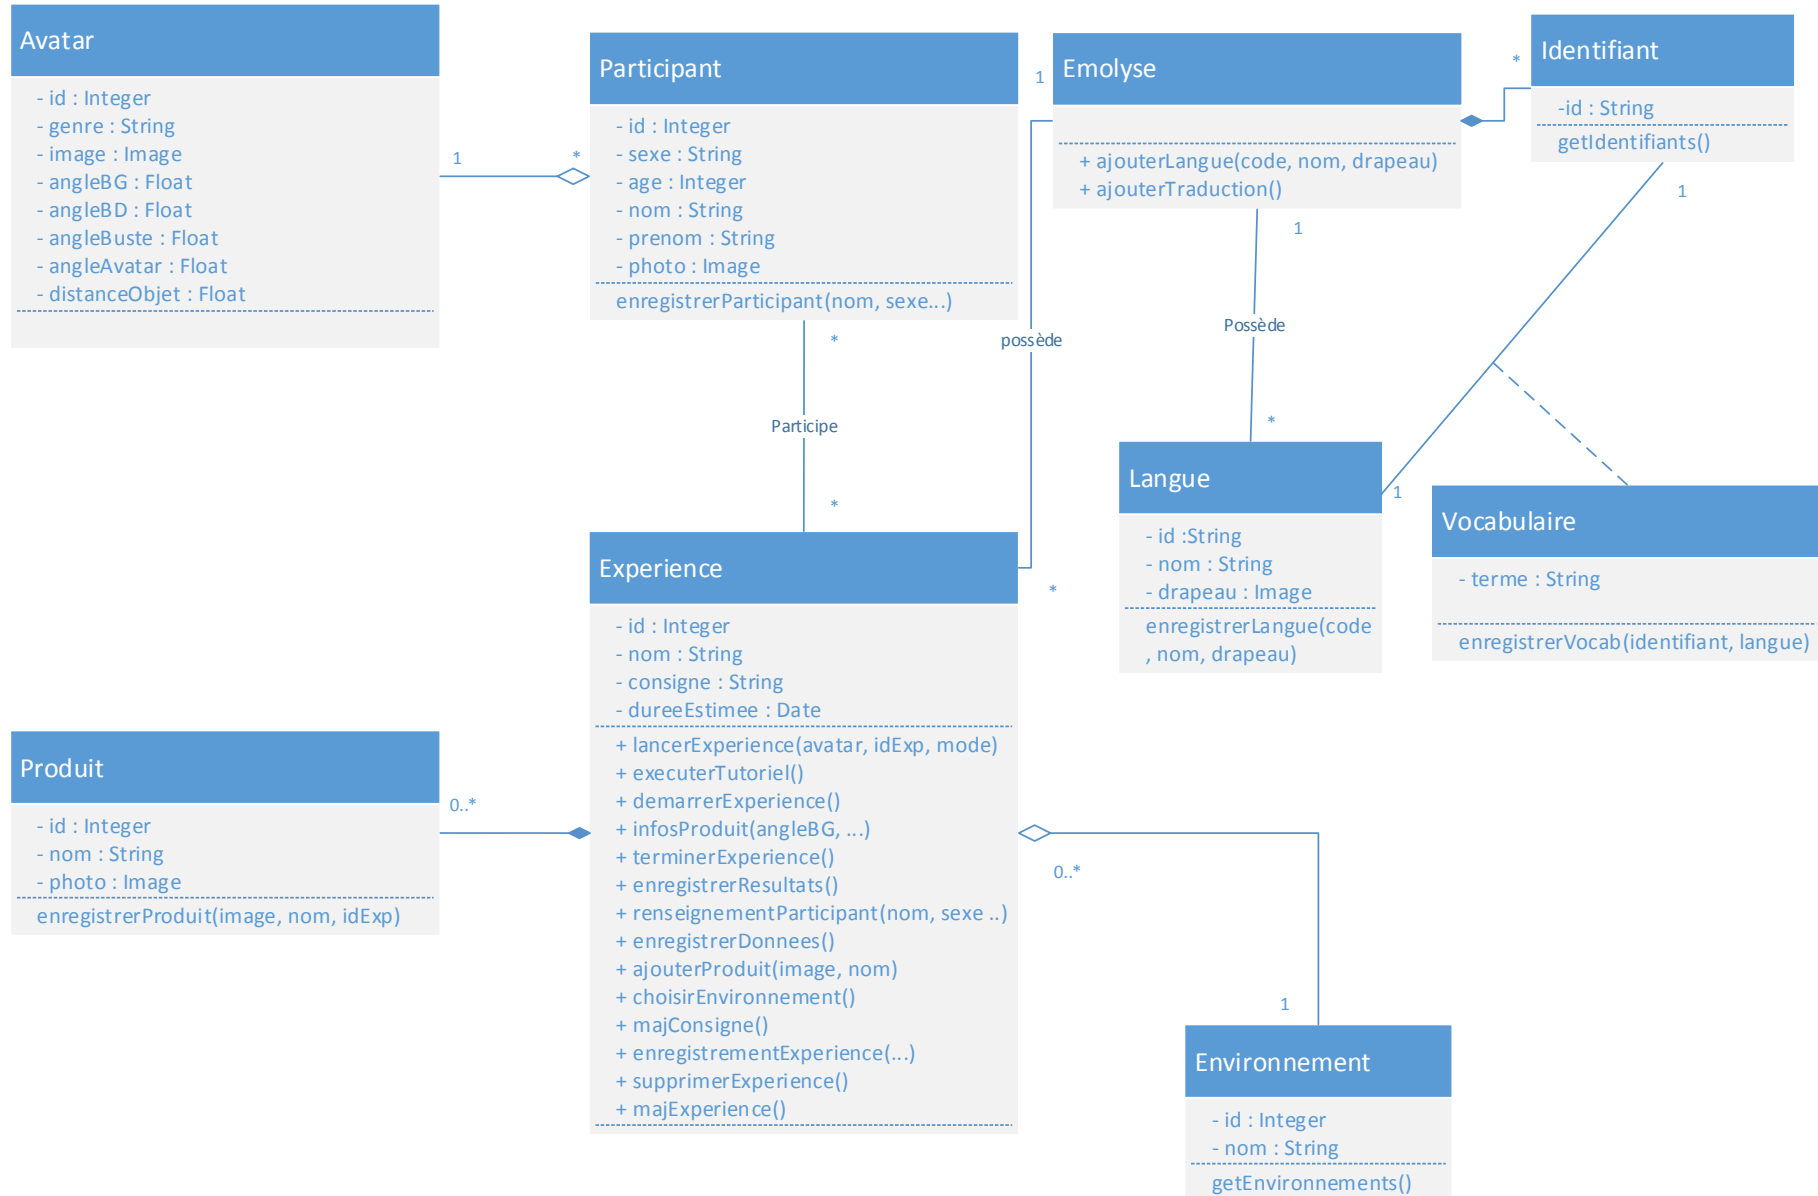 Avatar
- id : Integer
- genre : String
- image : Image
- angleBG : Float
- angleBD : Float
- angleBuste : Float
- angleAvatar : Float
- distanceObjet : Float
1
*
Participant
- id : Integer
- sexe : String
- age : Integer
- nom : String
- prenom : String
- photo : Image
enregistrerParticipant(nom, sexe...)
*
Participe
*
1
possède
*
Emolyse
+ ajouterLangue(code, nom, drapeau)
+ ajouterTraduction()
1
Possède
*
*
Identifiant
-id : String
getIdentifiants()
1
1
Langue
- id :String
- nom : String
- drapeau : Image
enregistrerLangue(code
, nom, drapeau)
Vocabulaire
- terme : String
enregistrerVocab(identifiant, langue)
Experience
- id : Integer
- nom : String
- consigne : String
- dureeEstimee : Date
+ lancerExperience(avatar, idExp, mode)
+ executerTutoriel()
+ demarrerExperience()
+ infosProduit(angleBG, ...)
+ terminerExperience()
+ enregistrerResultats()
+ renseignementParticipant(nom, sexe ..)
+ enregistrerDonnees()
+ ajouterProduit(image, nom)
+ choisirEnvironnement()
+ majConsigne()
+ enregistrementExperience(...)
+ supprimerExperience()
+ majExperience()
Produit
- id : Integer
- nom : String
- photo : Image
enregistrerProduit(image, nom, idExp)
0..*
0..*
1
Environnement
- id : Integer
- nom : String
getEnvironnements()